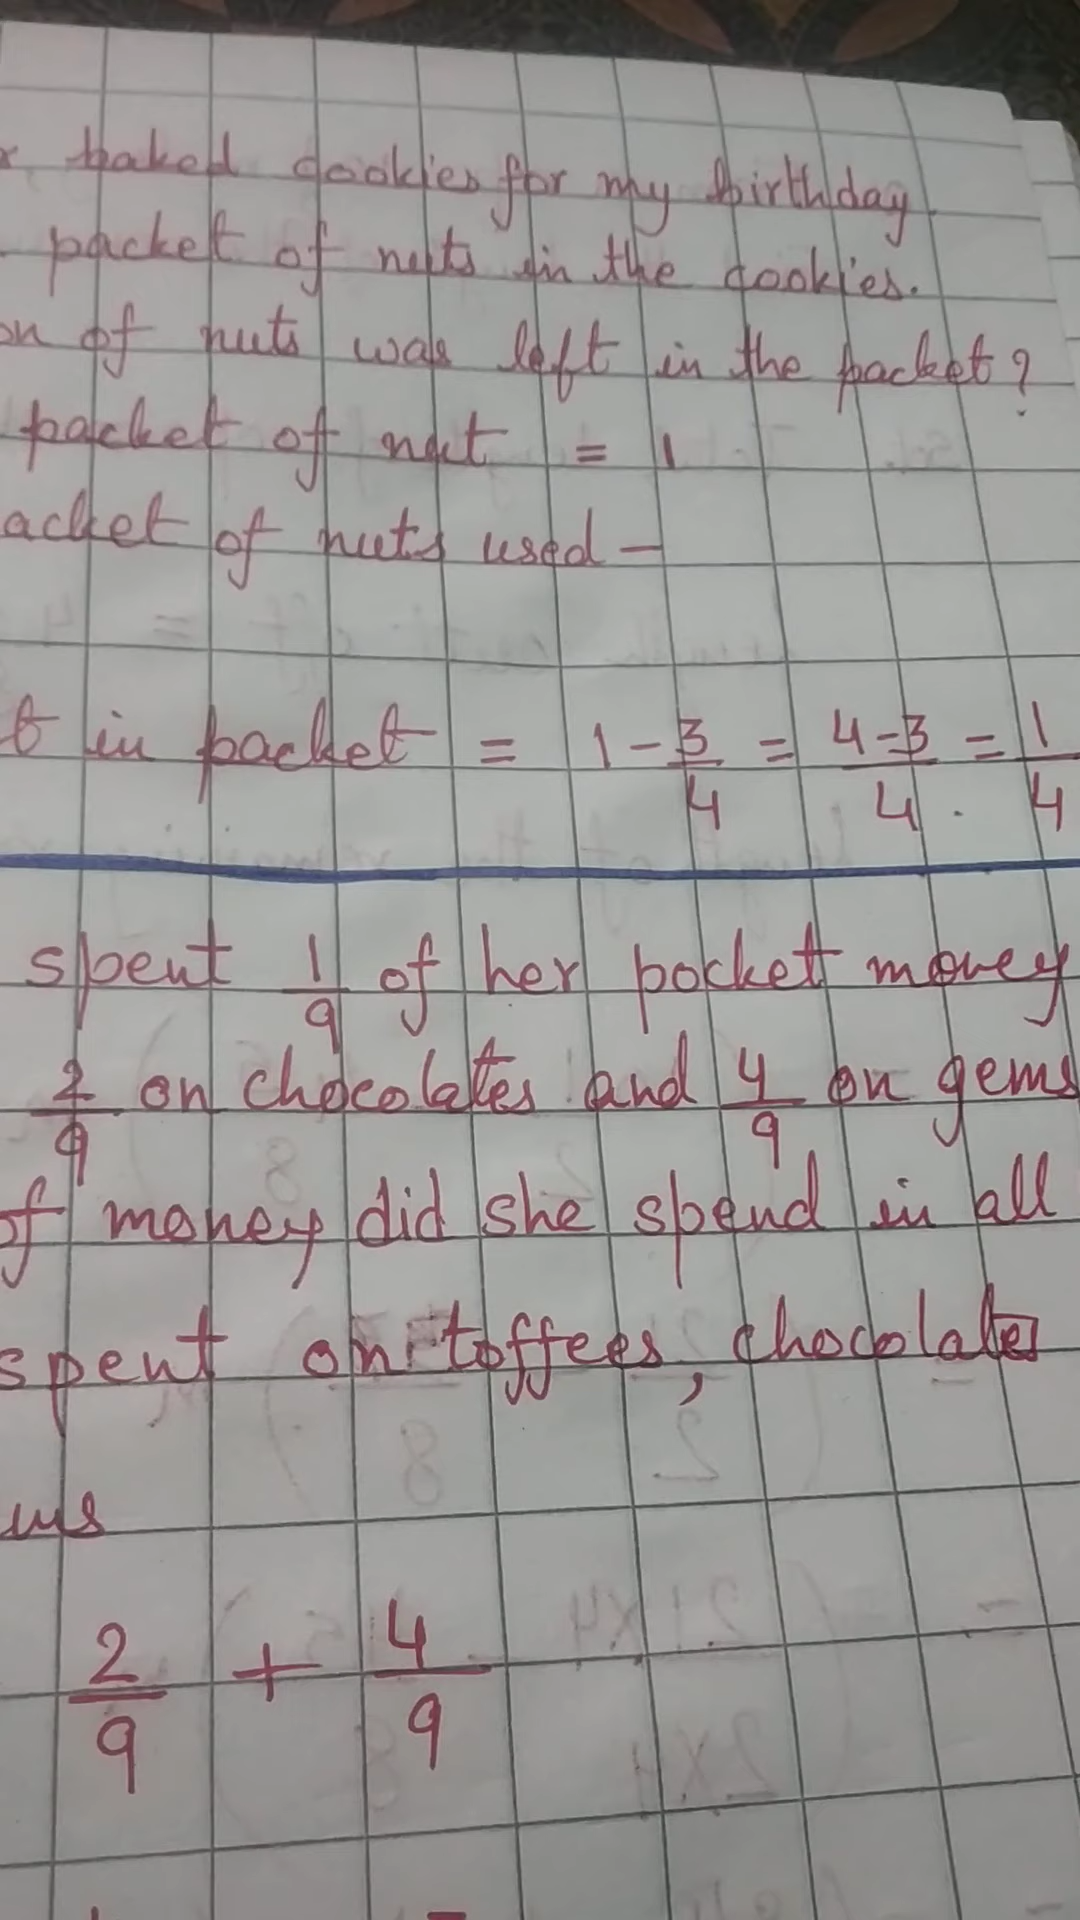 baked cookies for my birthday
packet of nuts in the cookies.
of nuts was left in the packet?
packet of nut = 1
acket of nuts used -
t in packet = 1 - 3/4 = 4-3/4 = 1/4
spent 1/9 of her pocket money
2/9 on chocolates and 4/9 on gems
of money did she spend in all
spent on toffees, chocolates
ms
2/9 + 4/9